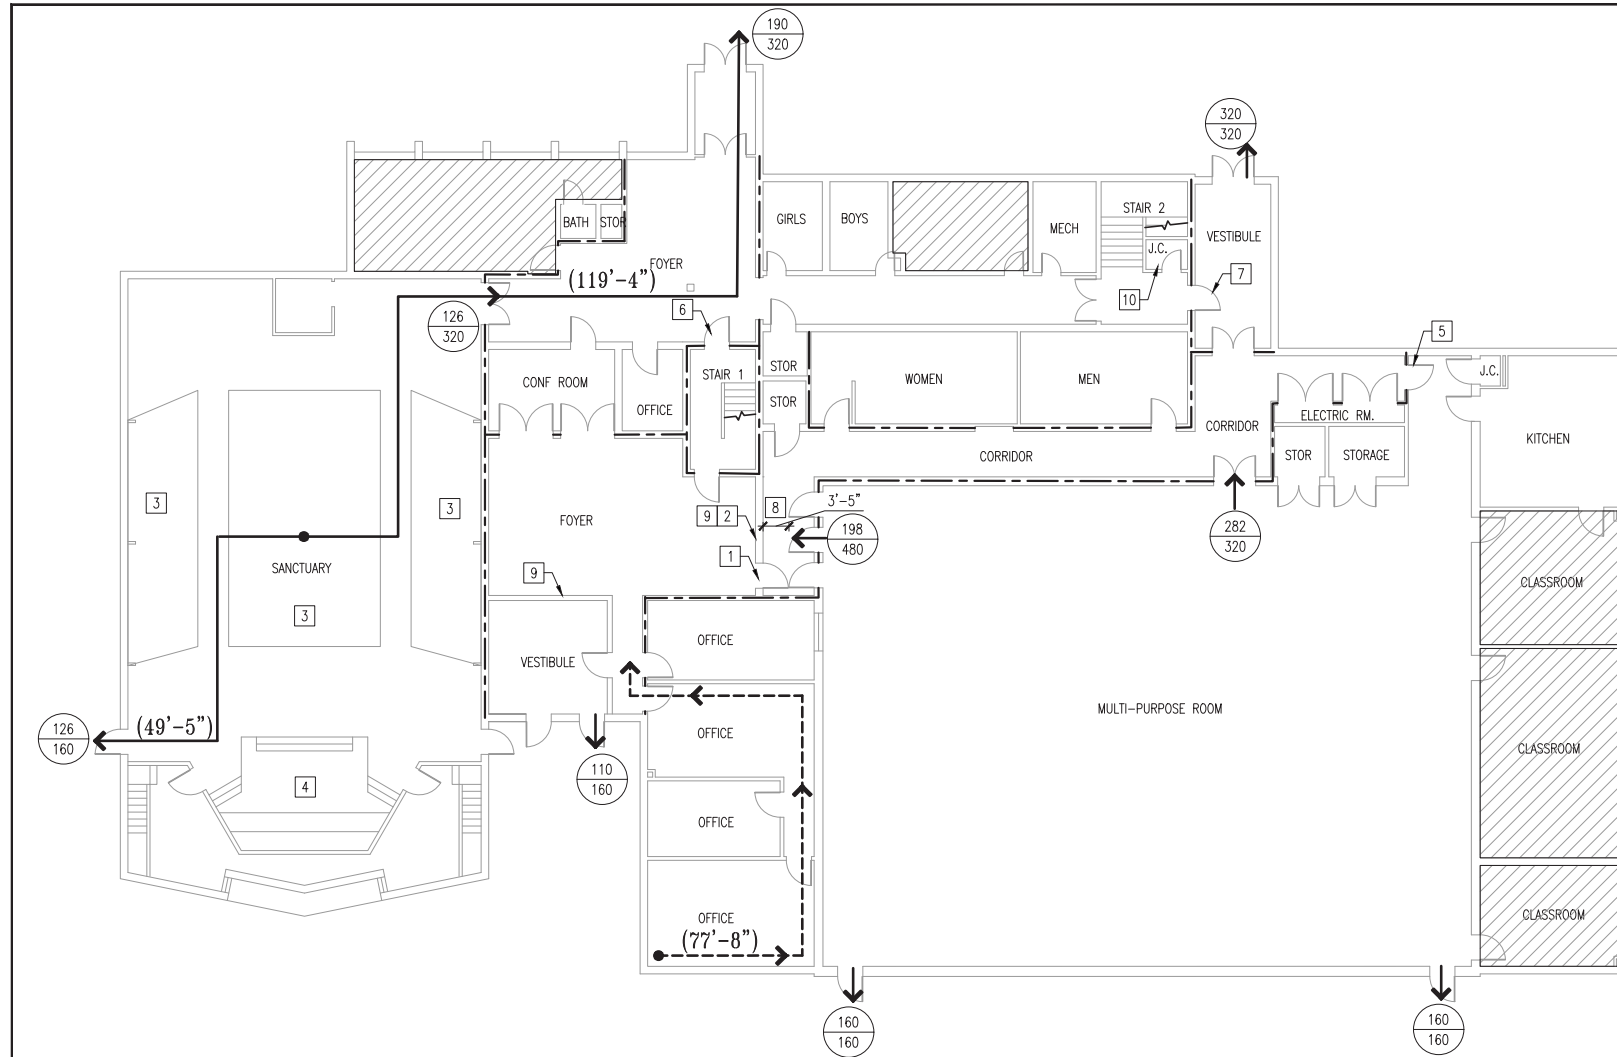 190
320
320
320
GIRLS
BOYS
STAIR 2
MECH
BATH
STOR
VESTIBULE
J.C.
FOYER
(119'-4")
7
10
6
126
320
5
STOR
STAIR 1
J.C.
CONF ROOM
WOMEN
MEN
STOR
OFFICE
ELECTRIC RM.
CORRIDOR
KITCHEN
CORRIDOR
STOR
STORAGE
3
3
8
3'-5"
9 2
FOYER
198
480
282
320
1
SANCTUARY
9
CLASSROOM
3
OFFICE
VESTIBULE
MULTI-PURPOSE ROOM
126
160
(49'-5")
OFFICE
CLASSROOM
110
160
4
OFFICE
OFFICE
CLASSROOM
(77'-8")
160
160
160
160